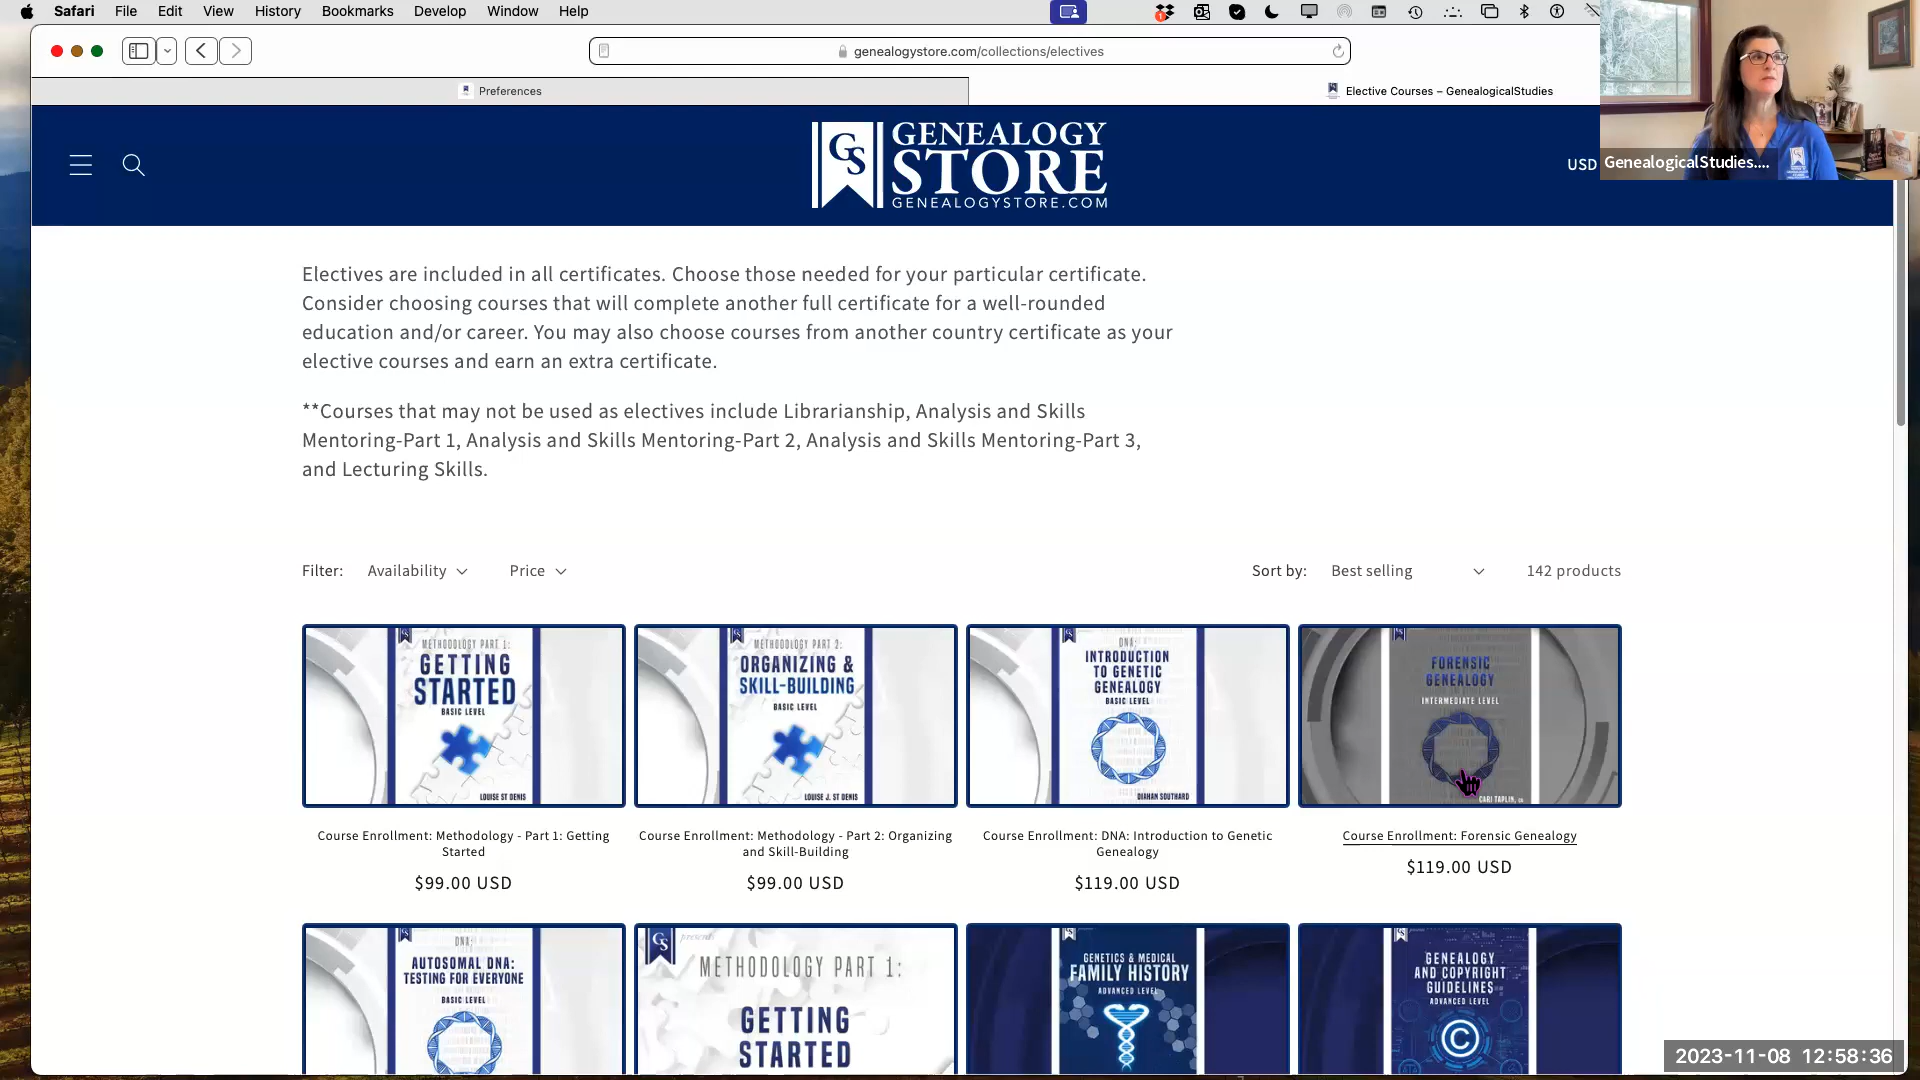 Safari File Edit View History Bookmarks Develop Window Help
genealogystore.com/collections/electives
Preferences
Elective Courses – GenealogicalStudies
GS
GENEALOGY
STORE
GENEALOGYSTORE.COM
USD
GenealogicalStudies....
Electives are included in all certificates. Choose those needed for your particular certificate.
Consider choosing courses that will complete another full certificate for a well-rounded
education and/or career. You may also choose courses from another country certificate as your
elective courses and earn an extra certificate.
**Courses that may not be used as electives include Librarianship, Analysis and Skills
Mentoring-Part 1, Analysis and Skills Mentoring-Part 2, Analysis and Skills Mentoring-Part 3,
and Lecturing Skills.
Filter: Availability Price
Sort by: Best selling 142 products
METHODOLOGY PART 1:
GETTING
STARTED
BASIC LEVEL
LOUISE ST DENIS
METHODOLOGY PART 2:
ORGANIZING &
SKILL-BUILDING
BASIC LEVEL
LOUISE J. ST DENIS
DNA:
INTRODUCTION
TO GENETIC
GENEALOGY
BASIC LEVEL
DIAHAN SOUTHARD
FORENSIC
GENEALOGY
INTERMEDIATE LEVEL
CARI TAPLIN, CG
Course Enrollment: Methodology - Part 1: Getting
Started
$99.00 USD
Course Enrollment: Methodology - Part 2: Organizing
and Skill-Building
$99.00 USD
Course Enrollment: DNA: Introduction to Genetic
Genealogy
$119.00 USD
Course Enrollment: Forensic Genealogy
$119.00 USD
DNA:
AUTOSOMAL DNA:
TESTING FOR EVERYONE
BASIC LEVEL
GS
presents
METHODOLOGY PART 1:
GETTING
STARTED
GENETICS & MEDICAL
FAMILY HISTORY
ADVANCED LEVEL
GENEALOGY
AND COPYRIGHT
GUIDELINES
ADVANCED LEVEL
©
2023-11-08 12:58:36